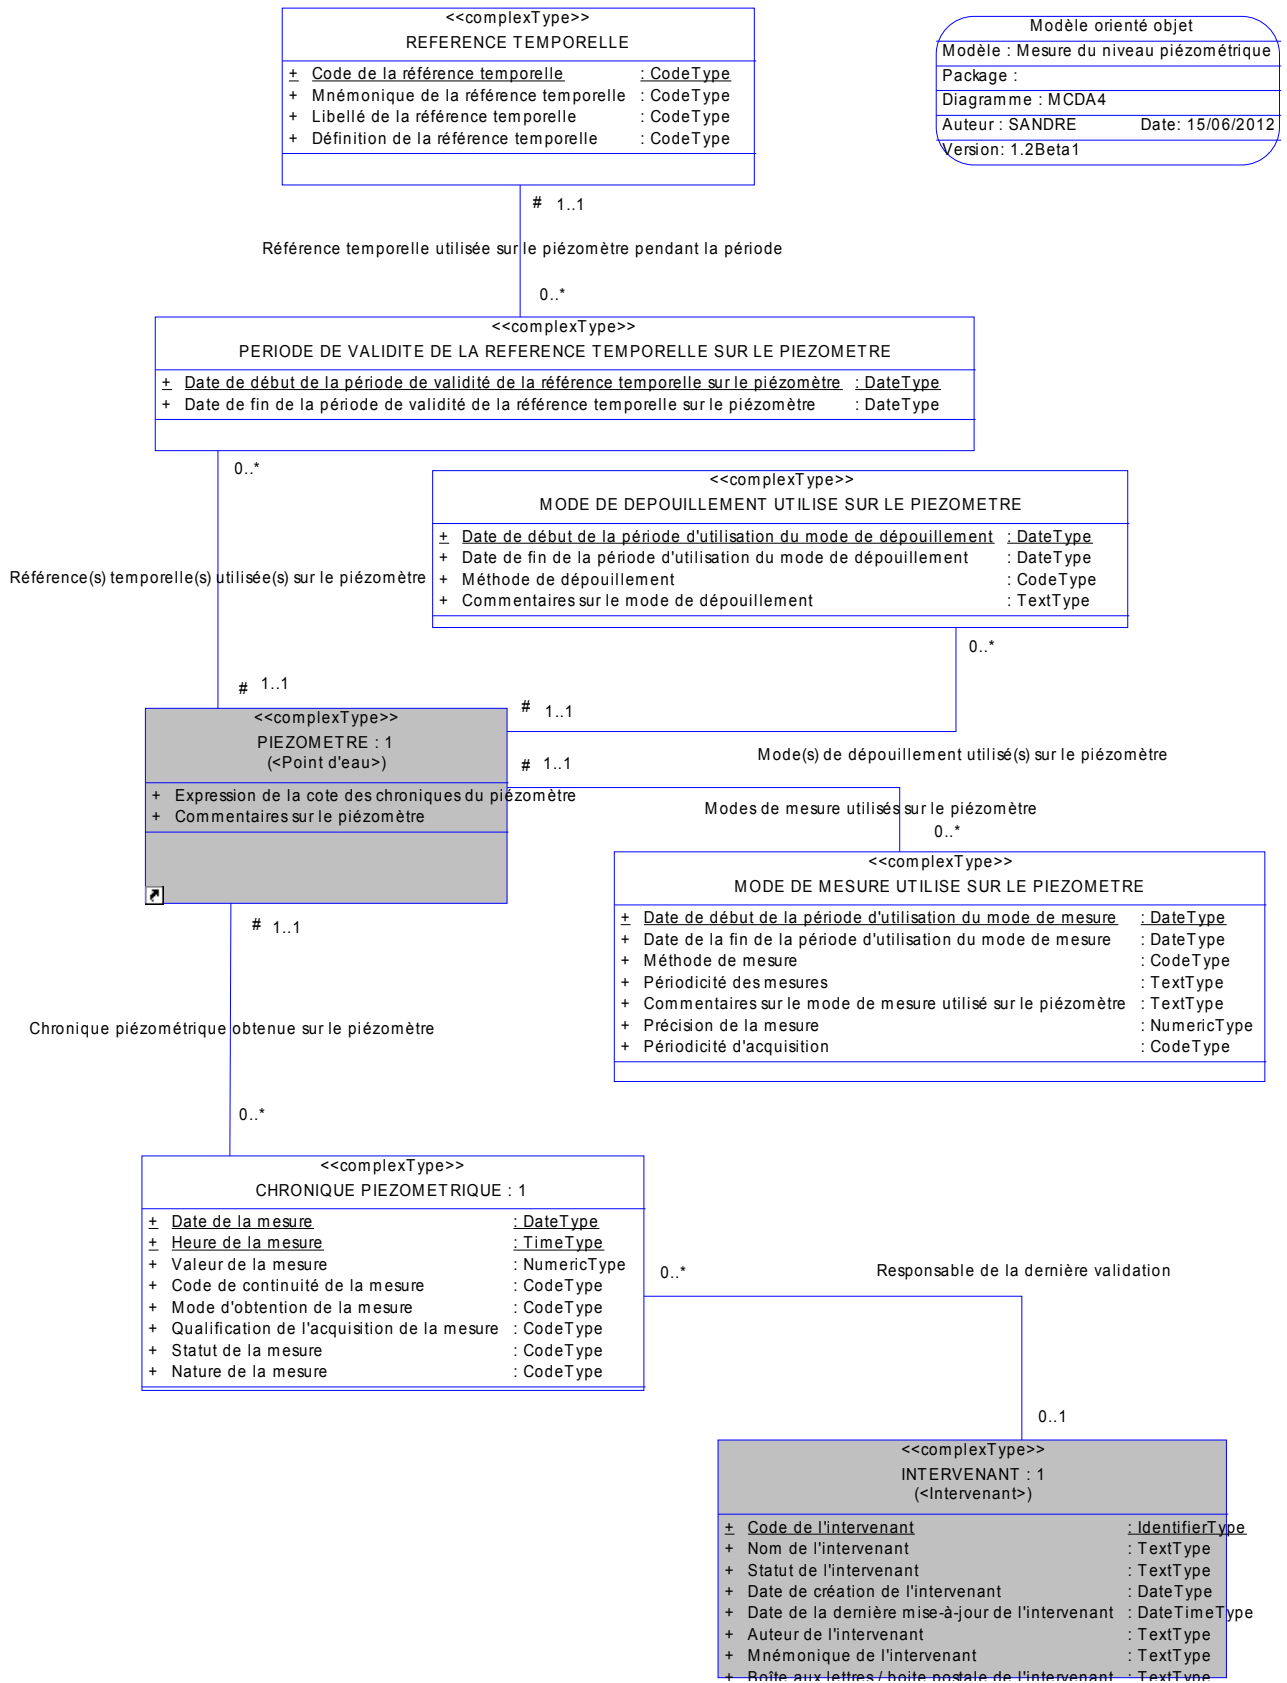 <<complexType>>
REFERENCE TEMPORELLE
+ Code de la référence temporelle : CodeType
+ Mnémonique de la référence temporelle : CodeType
+ Libellé de la référence temporelle : CodeType
+ Définition de la référence temporelle : CodeType
Modèle orienté objet
Modèle : Mesure du niveau piézométrique
Package :
Diagramme : MCDA4
Auteur : SANDRE Date: 15/06/2012
Version: 1.2Beta1
# 1..1
Référence temporelle utilisée sur le piézomètre pendant la période
0..*
<<complexType>>
PERIODE DE VALIDITE DE LA REFERENCE TEMPORELLE SUR LE PIEZOMETRE
+ Date de début de la période de validité de la référence temporelle sur le piézomètre : DateType
+ Date de fin de la période de validité de la référence temporelle sur le piézomètre : DateType
0..*
<<complexType>>
MODE DE DEPOUILLEMENT UTILISE SUR LE PIEZOMETRE
+ Date de début de la période d'utilisation du mode de dépouillement : DateType
+ Date de fin de la période d'utilisation du mode de dépouillement : DateType
+ Méthode de dépouillement : CodeType
+ Commentaires sur le mode de dépouillement : TextType
Référence(s) temporelle(s) utilisée(s) sur le piézomètre
0..*
# 1..1
<<complexType>>
PIEZOMETRE : 1
(<Point d'eau>)
+ Expression de la cote des chroniques du piézomètre
+ Commentaires sur le piézomètre
# 1..1
Mode(s) de dépouillement utilisé(s) sur le piézomètre
# 1..1
Modes de mesure utilisés sur le piézomètre
0..*
<<complexType>>
MODE DE MESURE UTILISE SUR LE PIEZOMETRE
+ Date de début de la période d'utilisation du mode de mesure : DateType
+ Date de la fin de la période d'utilisation du mode de mesure : DateType
+ Méthode de mesure : CodeType
+ Périodicité des mesures : TextType
+ Commentaires sur le mode de mesure utilisé sur le piézomètre : TextType
+ Précision de la mesure : NumericType
+ Périodicité d'acquisition : CodeType
# 1..1
Chronique piézométrique obtenue sur le piézomètre
0..*
<<complexType>>
CHRONIQUE PIEZOMETRIQUE : 1
+ Date de la mesure : DateType
+ Heure de la mesure : TimeType
+ Valeur de la mesure : NumericType
+ Code de continuité de la mesure : CodeType
+ Mode d'obtention de la mesure : CodeType
+ Qualification de l'acquisition de la mesure : CodeType
+ Statut de la mesure : CodeType
+ Nature de la mesure : CodeType
0..*
Responsable de la dernière validation
0..1
<<complexType>>
INTERVENANT : 1
(<Intervenant>)
+ Code de l'intervenant : IdentifierType
+ Nom de l'intervenant : TextType
+ Statut de l'intervenant : TextType
+ Date de création de l'intervenant : DateType
+ Date de la dernière mise-à-jour de l'intervenant : DateTimeType
+ Auteur de l'intervenant : TextType
+ Mnémonique de l'intervenant : TextType
+ Boîte aux lettres / boite postale de l'intervenant : TextType